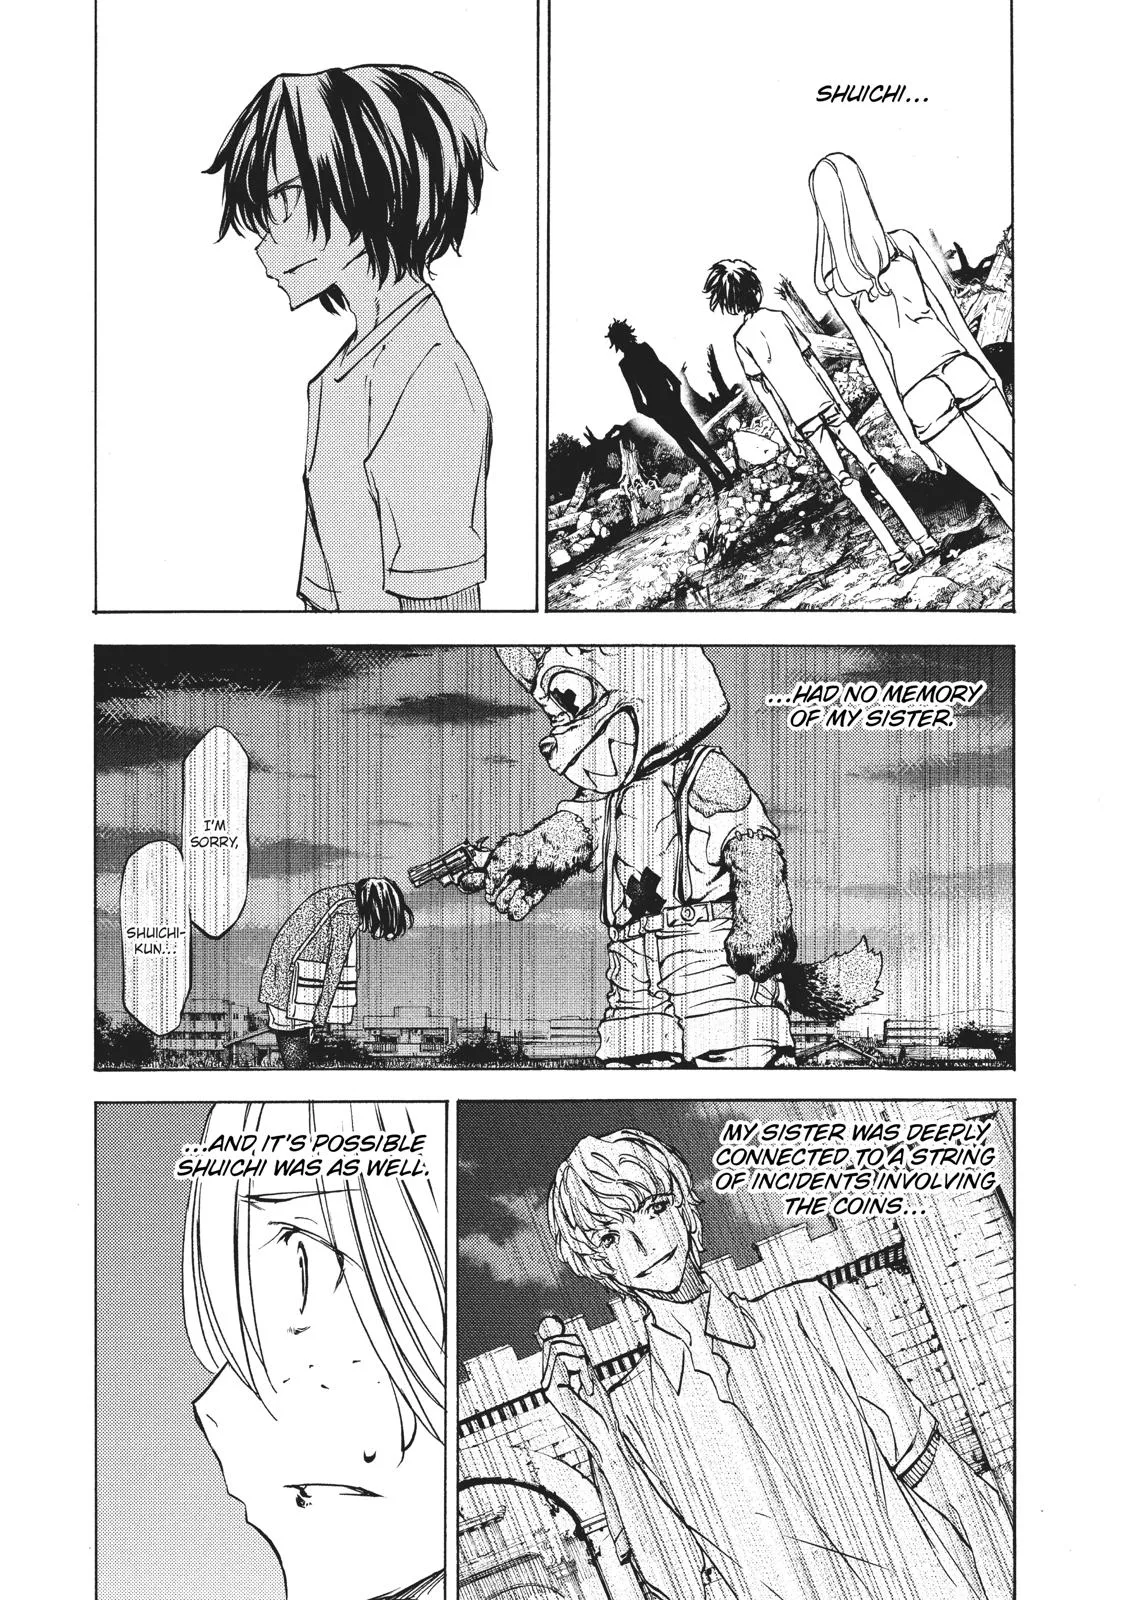 SHUICHI...
...HAD NO MEMORY
OF MY SISTER.
I'M
SORRY,
SHUICHI-
KUN...
MY SISTER WAS DEEPLY
CONNECTED TO A STRING
OF INCIDENTS INVOLVING
THE COINS...
...AND IT'S POSSIBLE
SHUICHI WAS AS WELL.